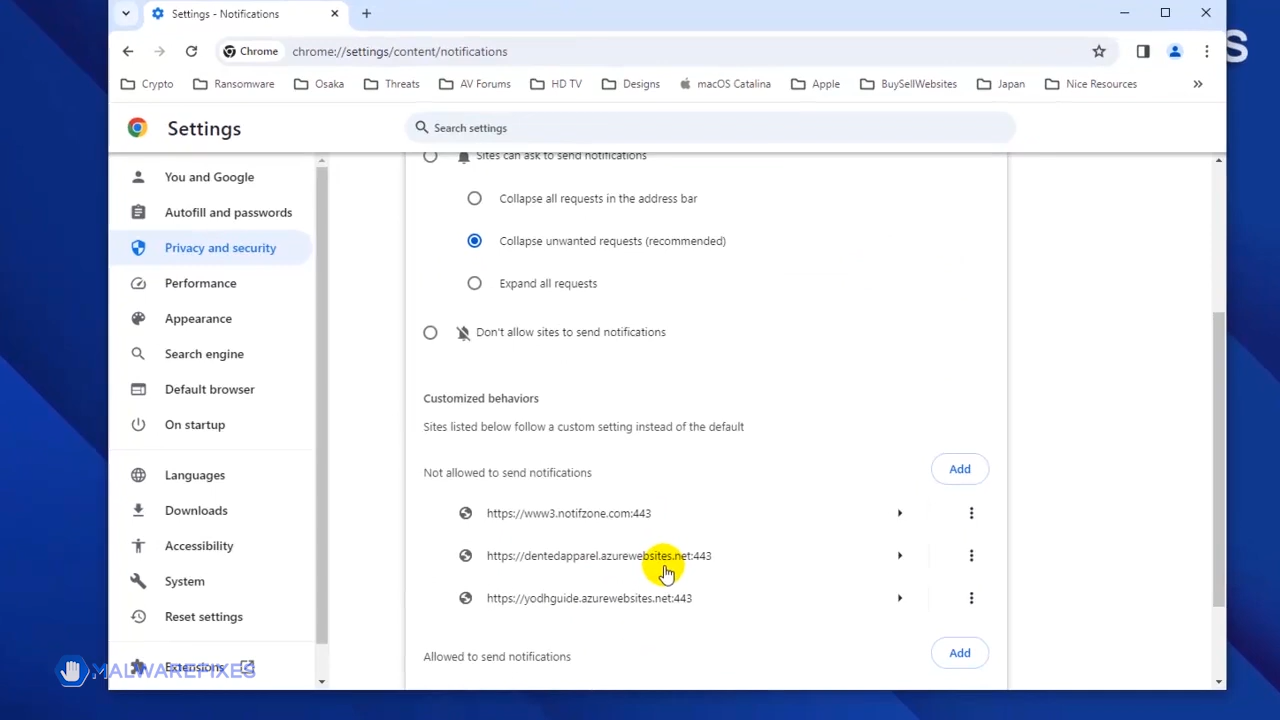 S
Settings - Notifications
Chrome
chrome://settings/content/notifications
Crypto
Ransomware
Osaka
Threats
AV Forums
HD TV
Designs
macOS Catalina
Apple
BuySellWebsites
Japan
Nice Resources
Settings
Search settings
You and Google
Autofill and passwords
Privacy and security
Performance
Appearance
Search engine
Default browser
On startup
Languages
Downloads
Accessibility
System
Reset settings
Extensions
Sites can ask to send notifications
Collapse all requests in the address bar
Collapse unwanted requests (recommended)
Expand all requests
Don't allow sites to send notifications
Customized behaviors
Sites listed below follow a custom setting instead of the default
Not allowed to send notifications
Add
https://www3.notifzone.com:443
https://dentedapparel.azurewebsites.net:443
https://yodhguide.azurewebsites.net:443
Allowed to send notifications
Add
MALWAREFIXES